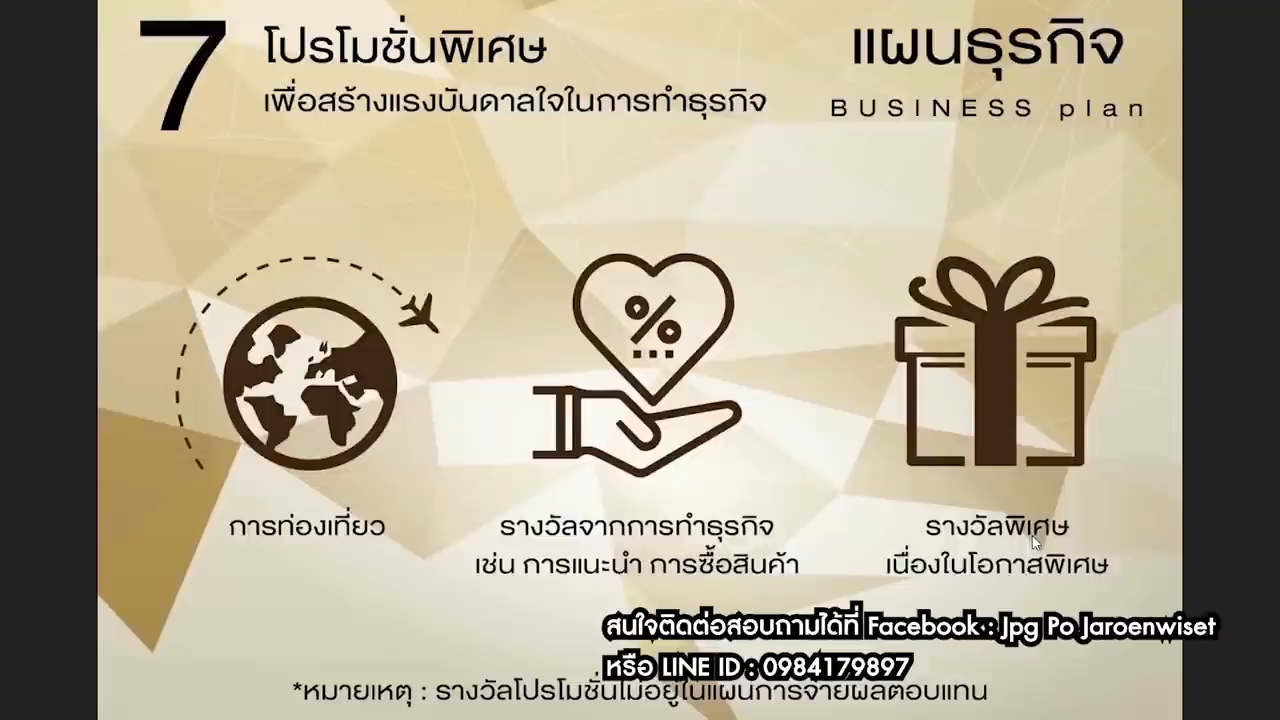 7
โปรโมชั่นพิเศษ
เพื่อสร้างแรงบันดาลใจในการทำธุรกิจ
แผนธุรกิจ
BUSINESS plan
%
การท่องเที่ยว
รางวัลจากการทำธุรกิจ
เช่น การแนะนำ การซื้อสินค้า
รางวัลพิเศษ
เนื่องในโอกาสพิเศษ
สนใจติดต่อสอบถามได้ที่ Facebook : Jpg Po Jaroenwiset
หรือ LINE ID : 0984179897
*หมายเหตุ : รางวัลโปรโมชั่นไม่อยู่ในแผนการจ่ายผลตอบแทน